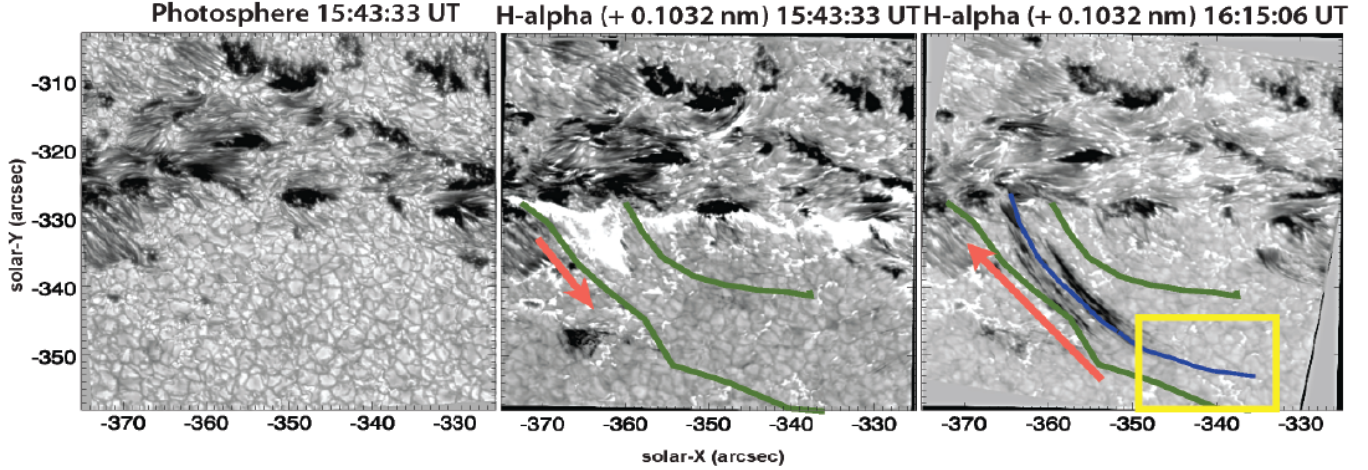 Photosphere 15:43:33 UT
H-alpha (+ 0.1032 nm) 15:43:33 UT
H-alpha (+ 0.1032 nm) 16:15:06 UT
solar-Y (arcsec)
-310
-320
-330
-340
-350
-370 -360 -350 -340 -330
-370 -360 -350 -340 -330
-370 -360 -350 -340 -330
solar-X (arcsec)